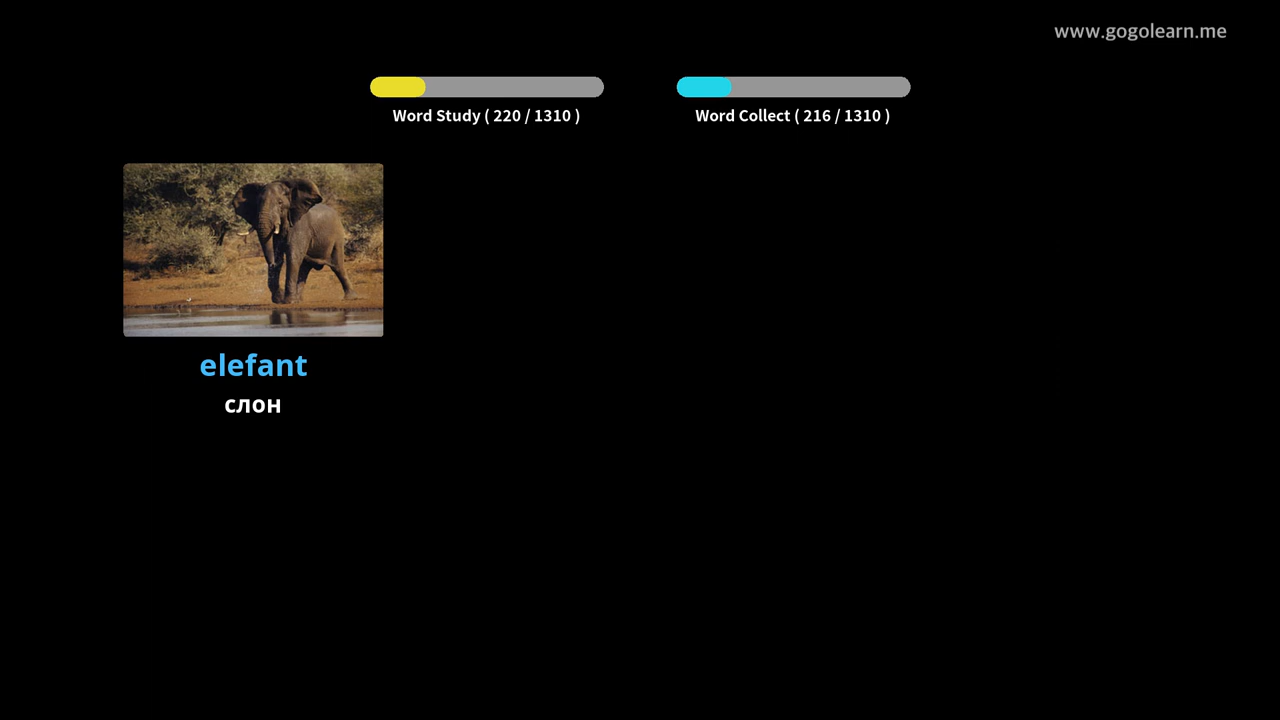 www.gogolearn.me
Word Study ( 220 / 1310 )
Word Collect ( 216 / 1310 )
elefant
слон